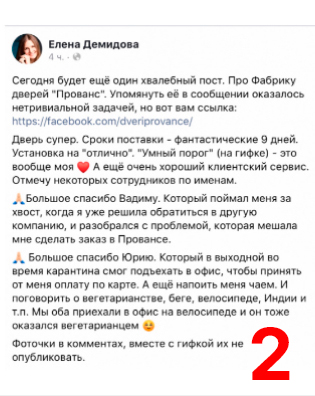 Елена Демидова
4 ч. ·
Сегодня будет ещё один хвалебный пост. Про Фабрику
дверей "Прованс". Упомянуть её в сообщении оказалось
нетривиальной задачей, но вот вам ссылка:
https://facebook.com/dveriprovance/
Дверь супер. Сроки поставки - фантастические 9 дней.
Установка на "отлично". "Умный порог" (на гифке) - это
вообще моя ❤️ А ещё очень хороший клиентский сервис.
Отмечу некоторых сотрудников по именам.
🙏🏻Большое спасибо Вадиму. Который поймал меня за
хвост, когда я уже решила обратиться в другую
компанию, и разобрался с проблемой, которая мешала
мне сделать заказ в Провансе.
🙏🏻 Большое спасибо Юрию. Который в выходной во
время карантина смог подъехать в офис, чтобы принять
от меня оплату по карте. А ещё напоить меня чаем. И
поговорить о вегетарианстве, беге, велосипеде, Индии и
т.п. Мы оба приехали в офис на велосипеде и он тоже
оказался вегетарианцем ☺️
Фоточки в комментах, вместе с гифкой их не
опубликовать.
2